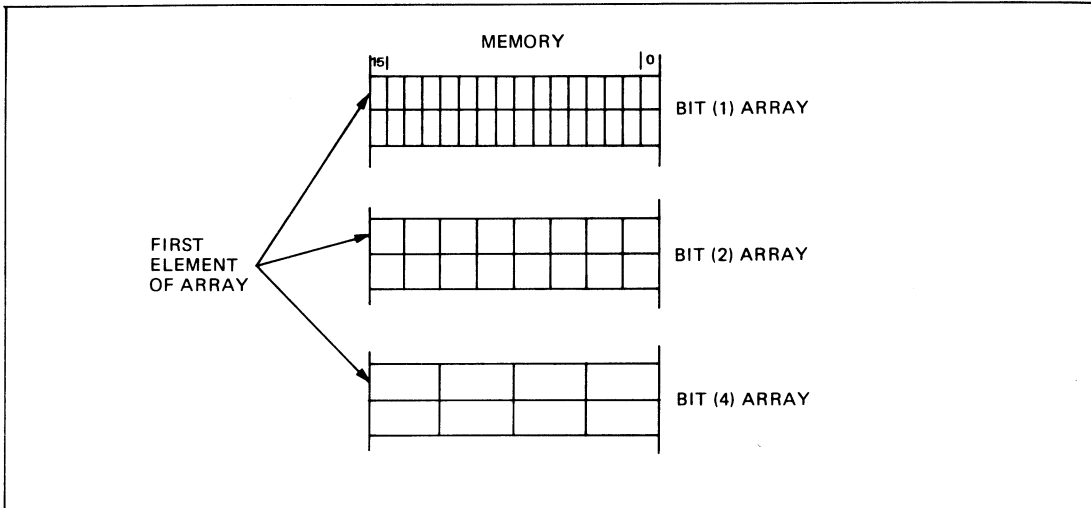 MEMORY
15 0
BIT (1) ARRAY
FIRST
ELEMENT
OF ARRAY
BIT (2) ARRAY
BIT (4) ARRAY